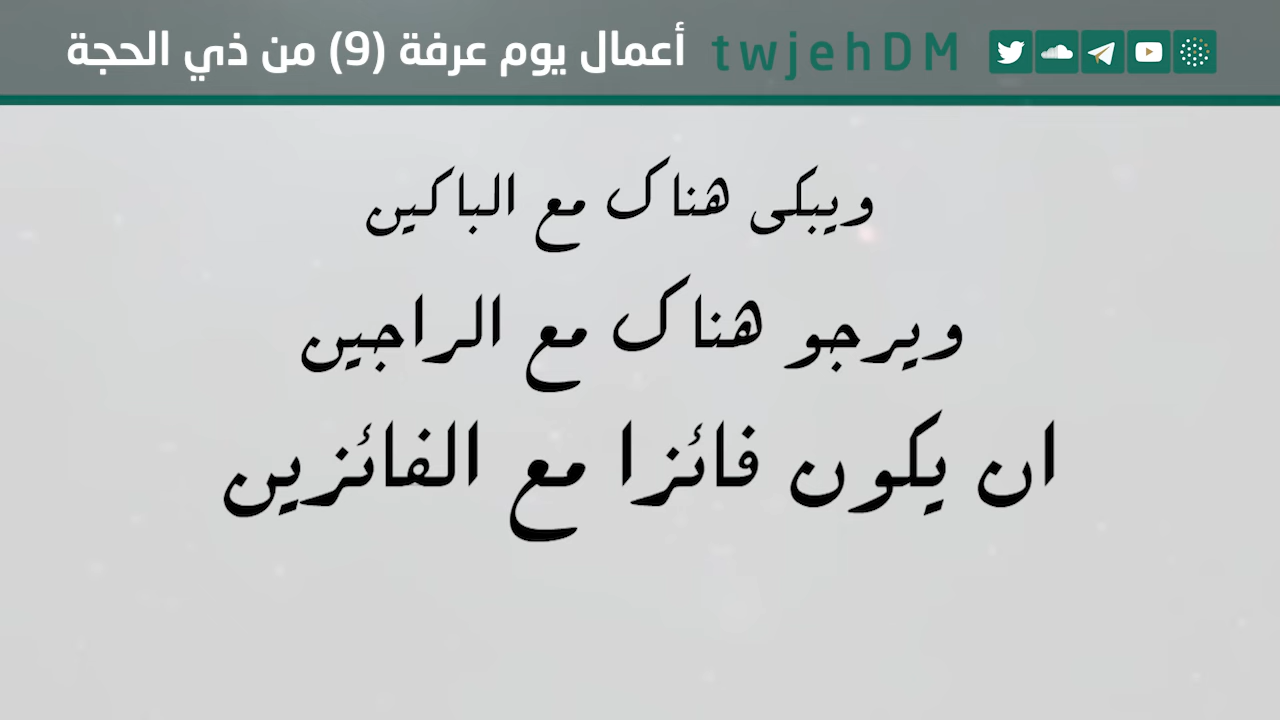 أعمال يوم عرفة (9) من ذي الحجة twjehDM
ويبكى هناك مع الباكين
ويرجو هناك مع الراجين
ان يكون فائزا مع الفائزين